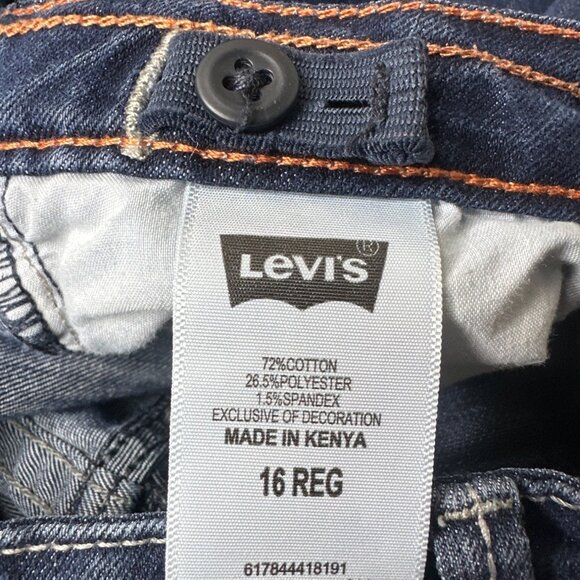 LEVI'S ®
72%COTTON
26.5%POLYESTER
1.5%SPANDEX
EXCLUSIVE OF DECORATION
MADE IN KENYA
16 REG
617844418191